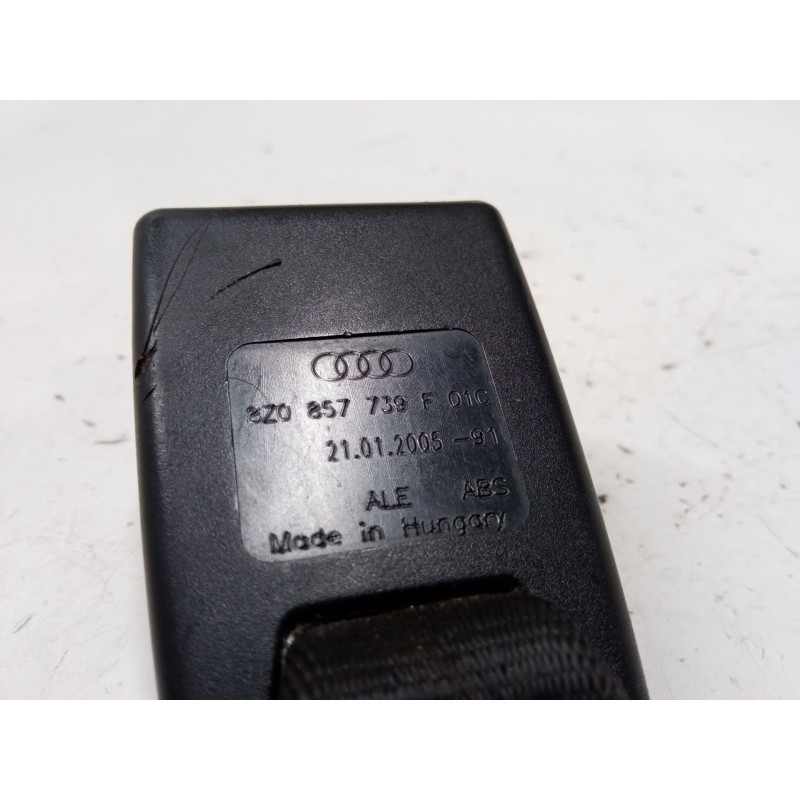 8Z0 857 739 F 01C
21.01.2005 -91
ALE ABS
Made in Hungary